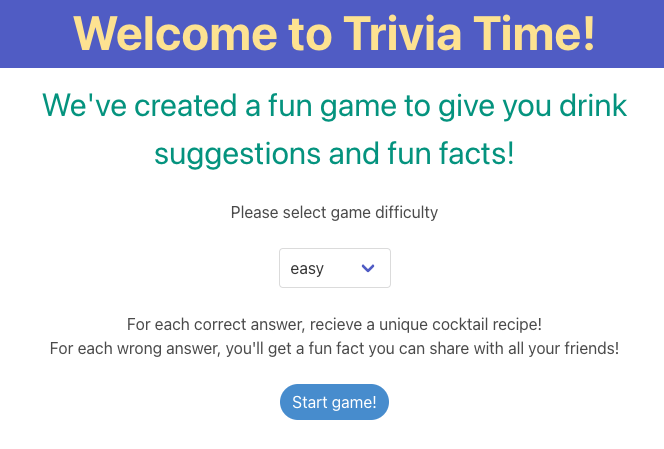 Welcome to Trivia Time!
We've created a fun game to give you drink
suggestions and fun facts!
Please select game difficulty
easy
For each correct answer, recieve a unique cocktail recipe!
For each wrong answer, you'll get a fun fact you can share with all your friends!
Start game!